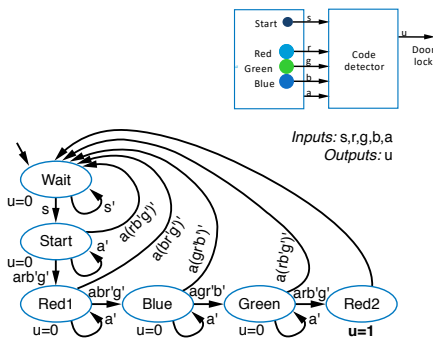 Start
s
Red
r
Green
g
Blue
b
a
Code
detector
u
Door
lock
Inputs: s,r,g,b,a
Outputs: u
Wait
u=0
s
s'
Start
u=0
a'
a(rb'g')'
a(br'g')'
a(gr'b')'
a(rb'g')'
arb'g'
Red1
abr'g'
Blue
agr'b'
Green
arb'g'
Red2
u=0
a'
u=0
a'
u=0
a'
u=1